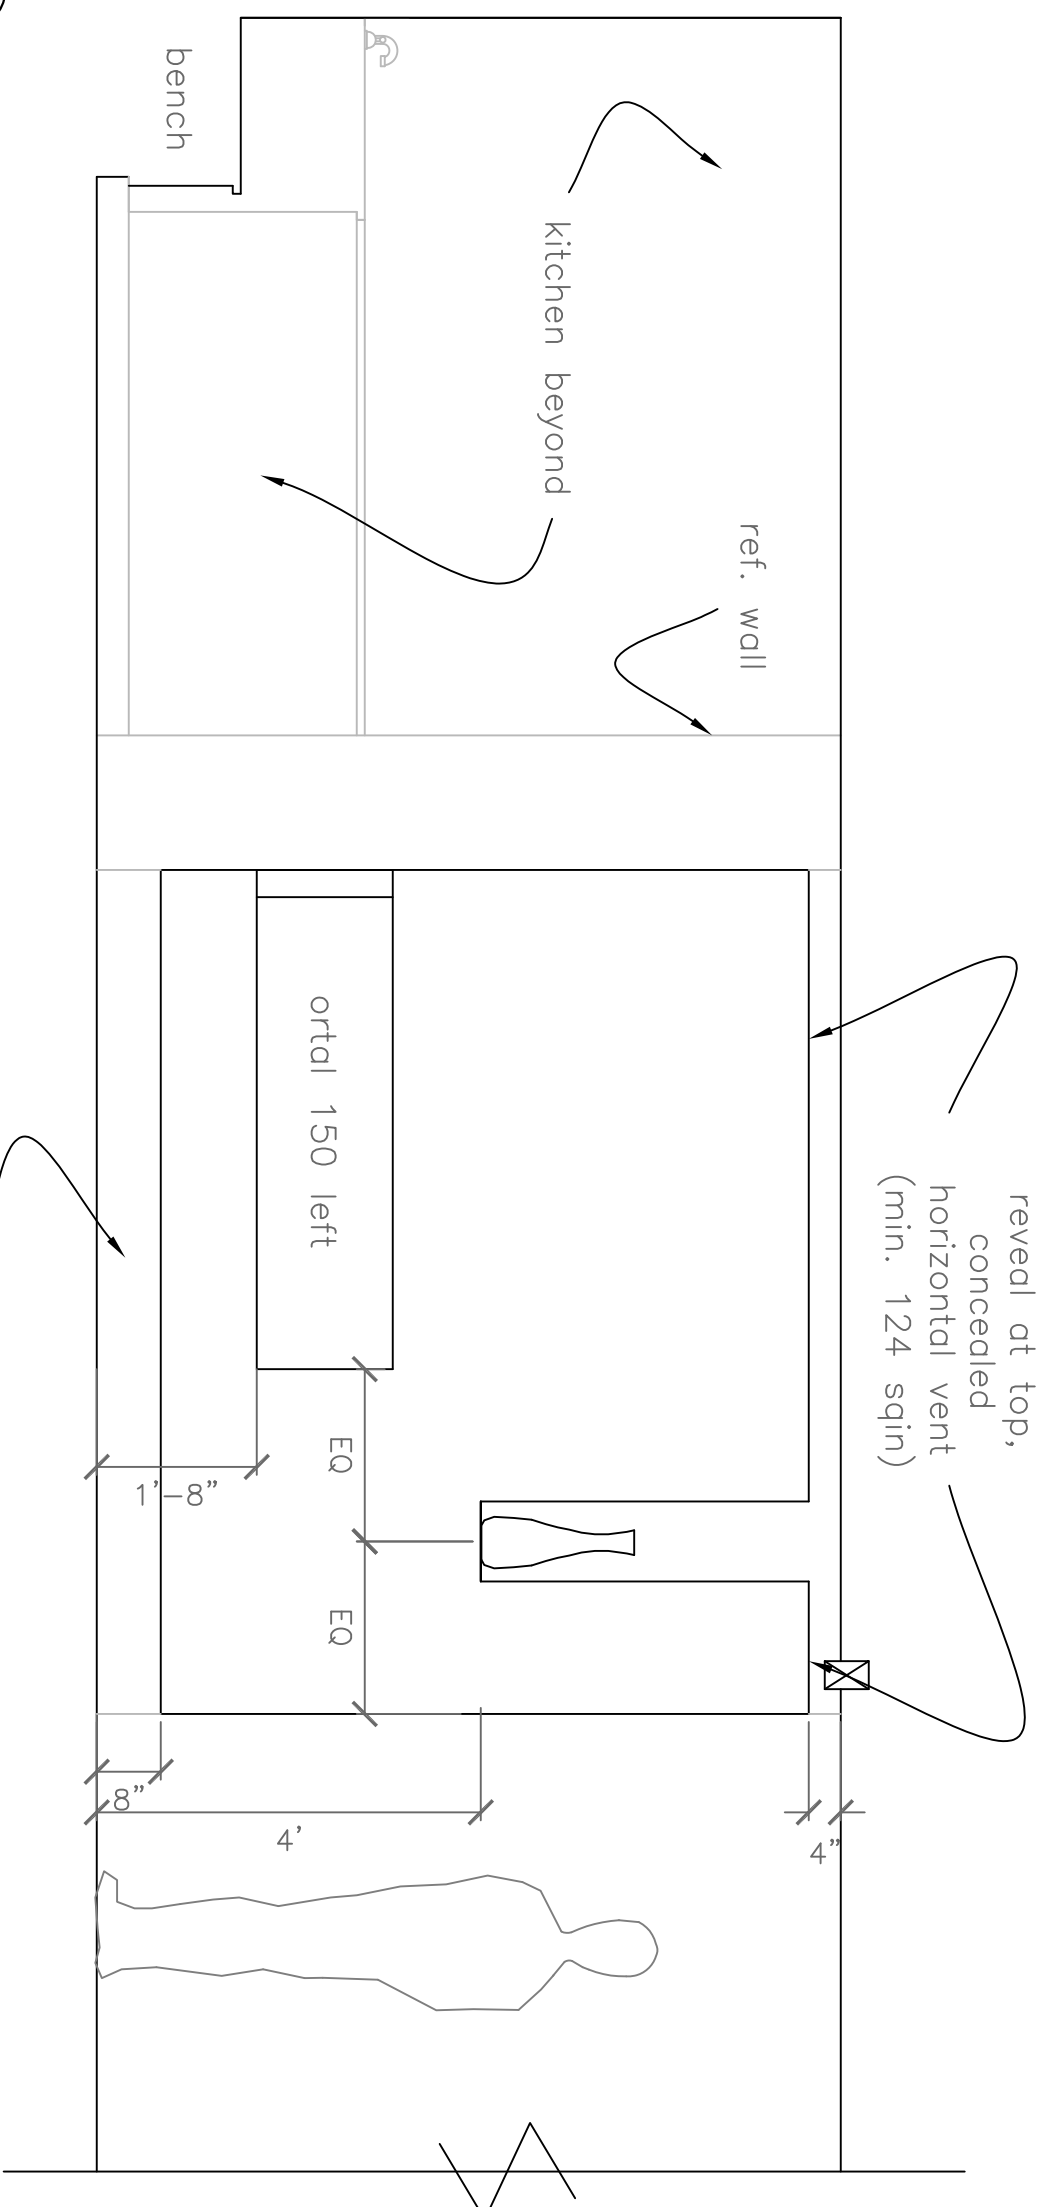 reveal at top,
concealed
horizontal vent
(min. 124 sqin)
ref. wall
kitchen beyond
bench
ortal 150 left
EQ
EQ
1'-8"
8"
4'
4"